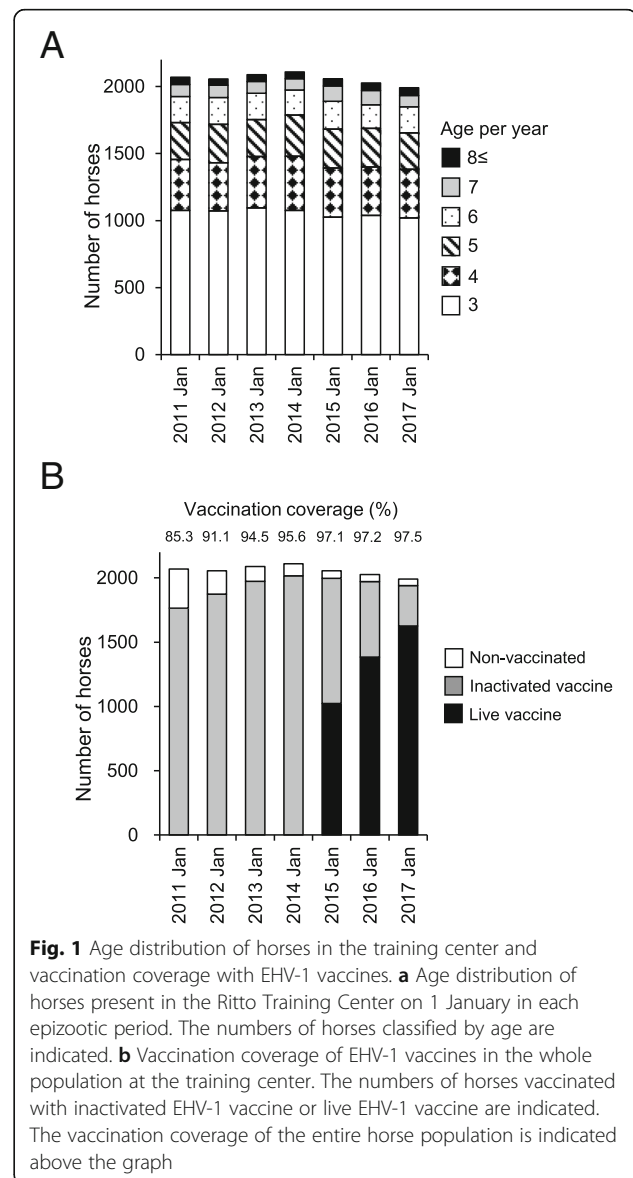 A
Number of horses
2000
1500
1000
500
0
2011 Jan
2012 Jan
2013 Jan
2014 Jan
2015 Jan
2016 Jan
2017 Jan
Age per year
8≤
7
6
5
4
3
B
Vaccination coverage (%)
85.3 91.1 94.5 95.6 97.1 97.2 97.5
Number of horses
2000
1500
1000
500
0
2011 Jan
2012 Jan
2013 Jan
2014 Jan
2015 Jan
2016 Jan
2017 Jan
Non-vaccinated
Inactivated vaccine
Live vaccine
Fig. 1 Age distribution of horses in the training center and
vaccination coverage with EHV-1 vaccines. a Age distribution of
horses present in the Ritto Training Center on 1 January in each
epizootic period. The numbers of horses classified by age are
indicated. b Vaccination coverage of EHV-1 vaccines in the whole
population at the training center. The numbers of horses vaccinated
with inactivated EHV-1 vaccine or live EHV-1 vaccine are indicated.
The vaccination coverage of the entire horse population is indicated
above the graph